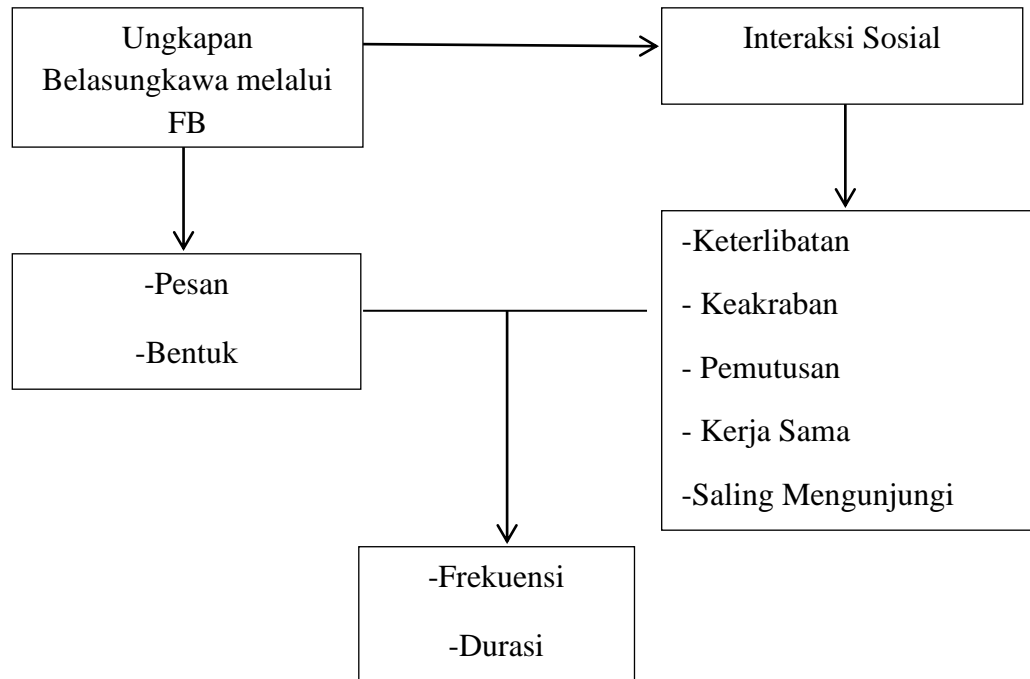 Ungkapan
Belasungkawa melalui
FB
Interaksi Sosial
-Pesan
-Bentuk
-Keterlibatan
- Keakraban
- Pemutusan
- Kerja Sama
-Saling Mengunjungi
-Frekuensi
-Durasi